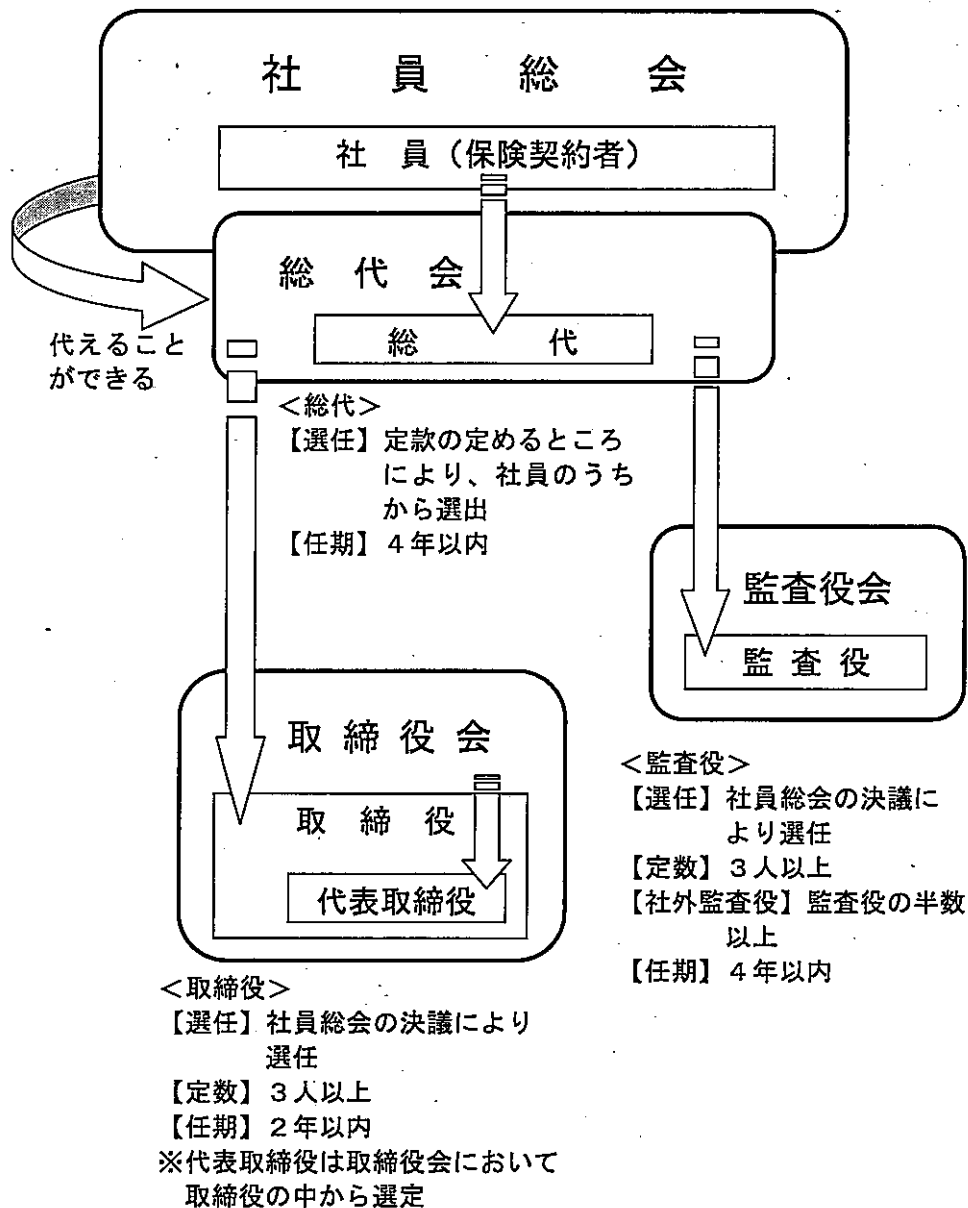 社員総会
社員（保険契約者）
総代会
総代
代えること
ができる
＜総代＞
【選任】定款の定めるところ
により、社員のうち
から選出
【任期】４年以内
監査役会
監査役
＜監査役＞
【選任】社員総会の決議に
より選任
【定数】３人以上
【社外監査役】監査役の半数
以上
【任期】４年以内
取締役会
取締役
代表取締役
＜取締役＞
【選任】社員総会の決議により
選任
【定数】３人以上
【任期】２年以内
※代表取締役は取締役会において
取締役の中から選定